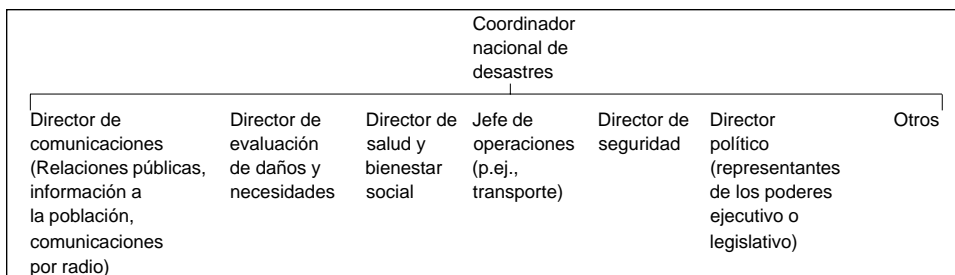 Coordinador
nacional de
desastres
Director de
comunicaciones
(Relaciones públicas,
información a
la población,
comunicaciones
por radio)
Director de
evaluación
de daños y
necesidades
Director de
salud y
bienestar
social
Jefe de
operaciones
(p.ej.,
transporte)
Director de
seguridad
Director
político
(representantes
de los poderes
ejecutivo o
legislativo)
Otros